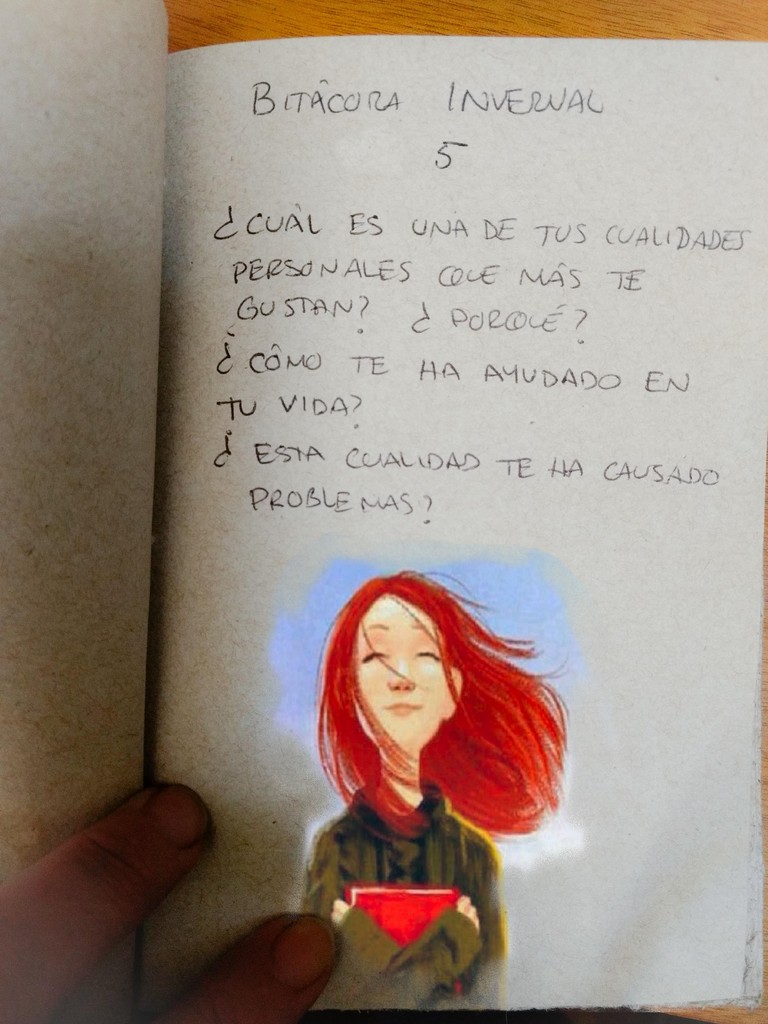 BITÁCORA INVERNAL
5
¿CUÁL ES UNA DE TUS CUALIDADES
PERSONALES QUE MÁS TE
GUSTAN? ¿PORQUÉ?
¿CÓMO TE HA AYUDADO EN
TU VIDA?
¿ESTA CUALIDAD TE HA CAUSADO
PROBLEMAS?